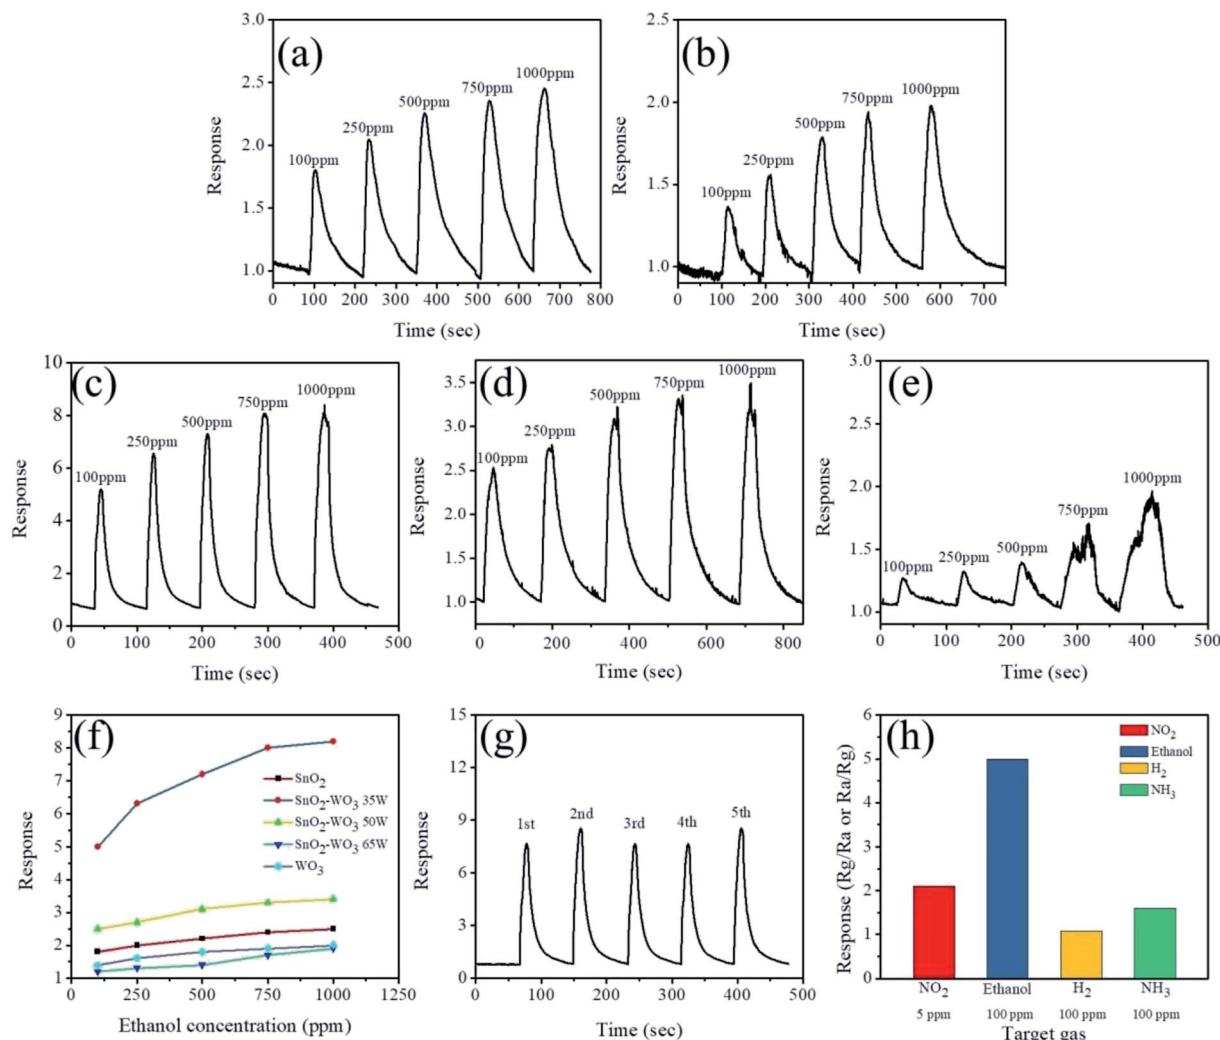 (a)
3.0
2.5
2.0
1.5
1.0
Response
100ppm
250ppm
500ppm
750ppm
1000ppm
0 100 200 300 400 500 600 700 800
Time (sec)
(b)
2.5
2.0
1.5
1.0
Response
100ppm
250ppm
500ppm
750ppm
1000ppm
0 100 200 300 400 500 600 700
Time (sec)
(c)
10
8
6
4
2
0
Response
100ppm
250ppm
500ppm
750ppm
1000ppm
0 100 200 300 400 500
Time (sec)
(d)
3.5
3.0
2.5
2.0
1.5
1.0
Response
100ppm
250ppm
500ppm
750ppm
1000ppm
0 200 400 600 800
Time (sec)
(e)
3.0
2.5
2.0
1.5
1.0
Response
100ppm
250ppm
500ppm
750ppm
1000ppm
0 100 200 300 400 500
Time (sec)
(f)
9
8
7
6
5
4
3
2
1
Response
SnO2
SnO2-WO3 35W
SnO2-WO3 50W
SnO2-WO3 65W
WO3
0 250 500 750 1000 1250
Ethanol concentration (ppm)
(g)
15
12
9
6
3
0
Response
1st
2nd
3rd
4th
5th
0 100 200 300 400 500
Time (sec)
(h)
6
5
4
3
2
1
0
Response (Rg/Ra or Ra/Rg)
NO2
Ethanol
H2
NH3
NO2 Ethanol H2 NH3
5 ppm 100 ppm 100 ppm 100 ppm
Target gas